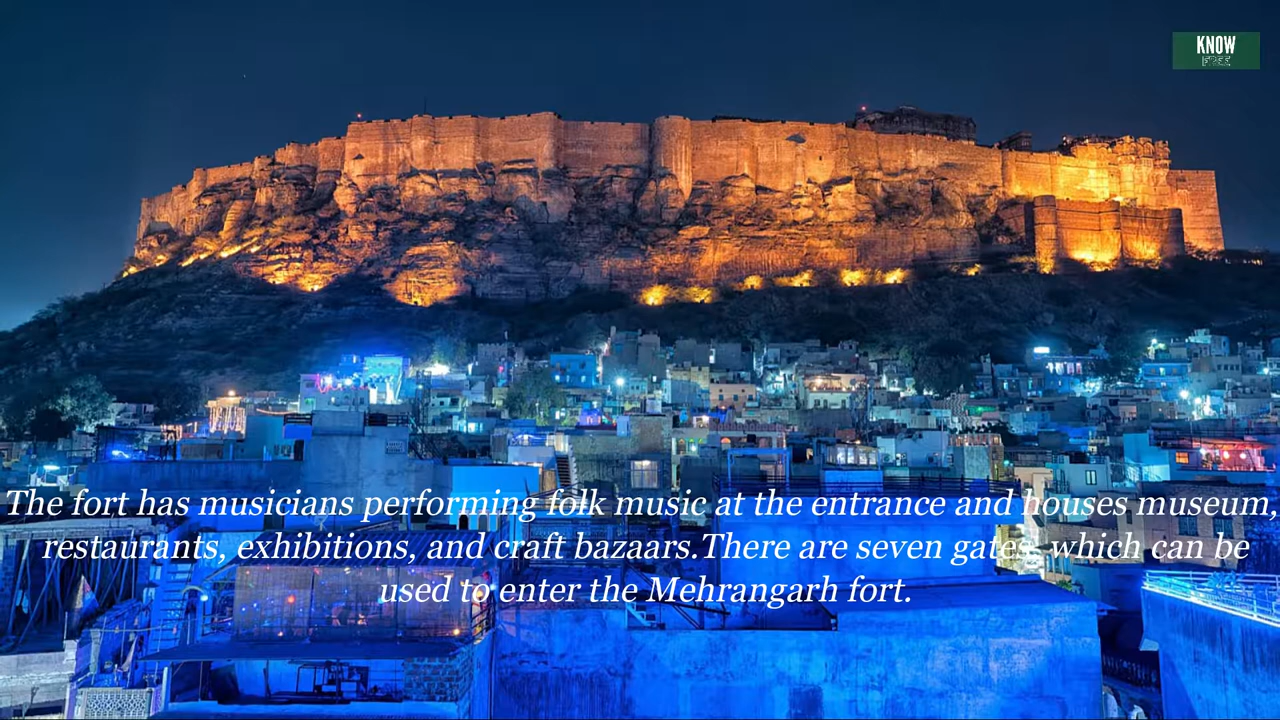 KNOW
FREE
The fort has musicians performing folk music at the entrance and houses museum,
restaurants, exhibitions, and craft bazaars.There are seven gates, which can be
used to enter the Mehrangarh fort.